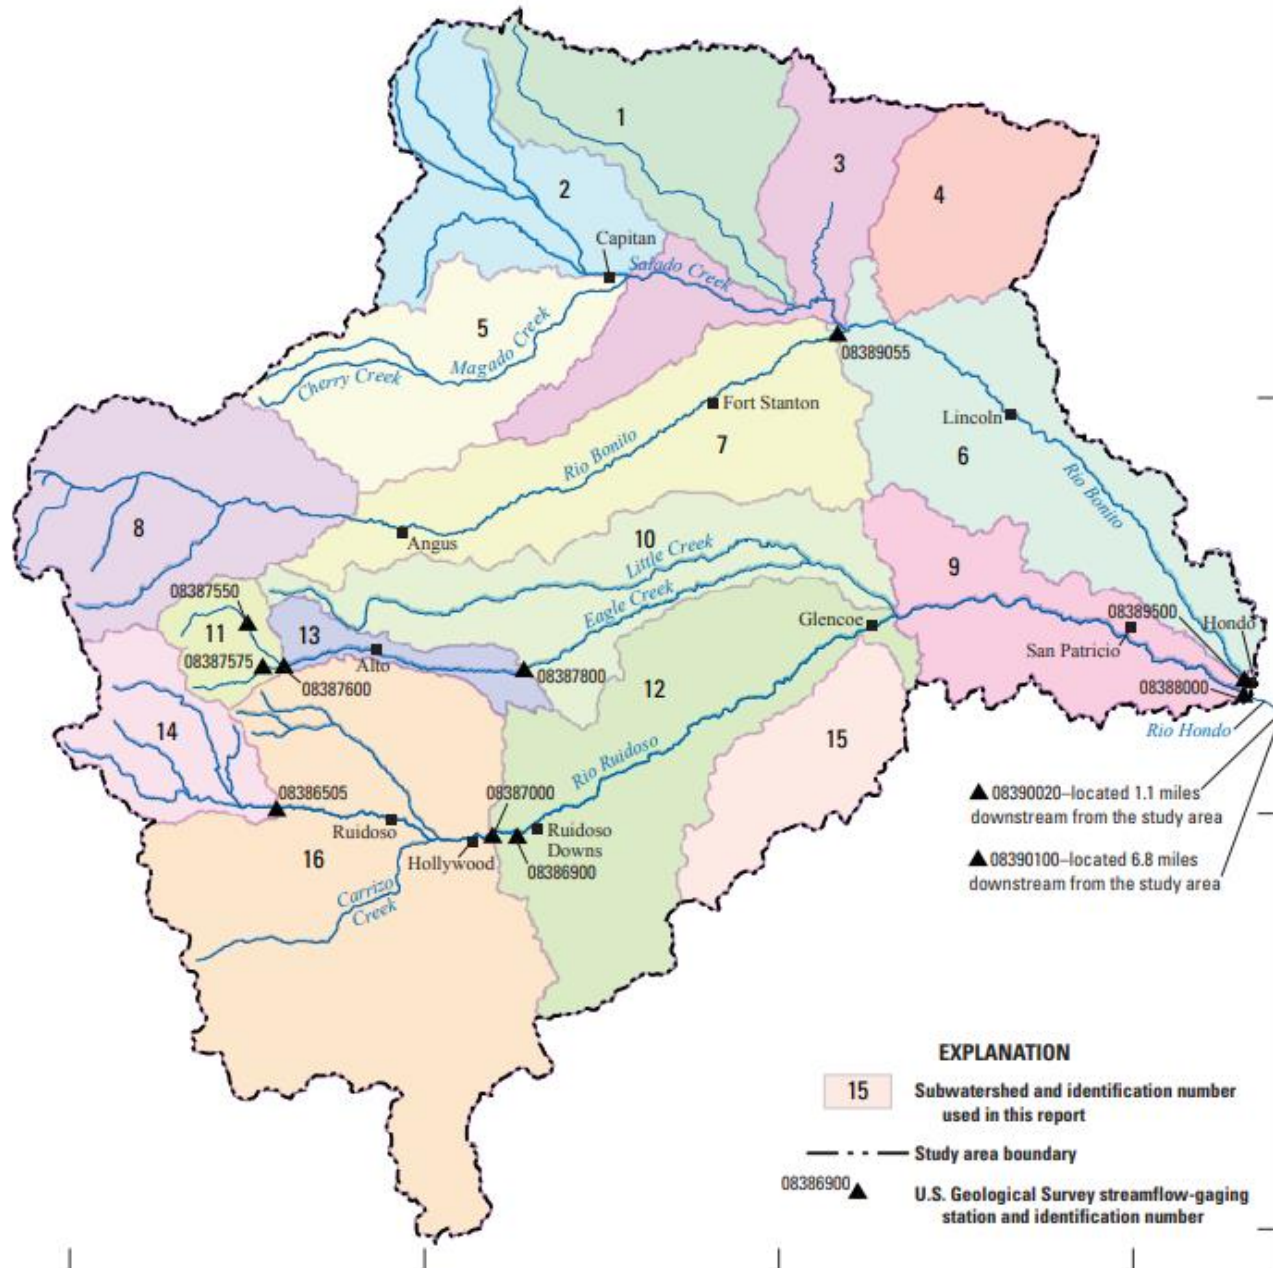 1
3
2
4
Capitan
Salado Creek
5
Magado Creek
Cherry Creek
08389055
Fort Stanton
Lincoln
7
6
Rio Bonito
Rio Bonito
8
Angus
10
Little Creek
9
Eagle Creek
08387550
Glencoe
08389500
Hondo
11
13
San Patricio
Alto
08387575
08387800
08387600
12
08388000
14
Rio Hondo
15
Rio Ruidoso
08386505
08387000
08390020–located 1.1 miles
downstream from the study area
Ruidoso
Ruidoso
Downs
Hollywood
16
08386900
08390100–located 6.8 miles
downstream from the study area
Carrizo
Creek
EXPLANATION
15
Subwatershed and identification number
used in this report
Study area boundary
08386900
U.S. Geological Survey streamflow-gaging
station and identification number